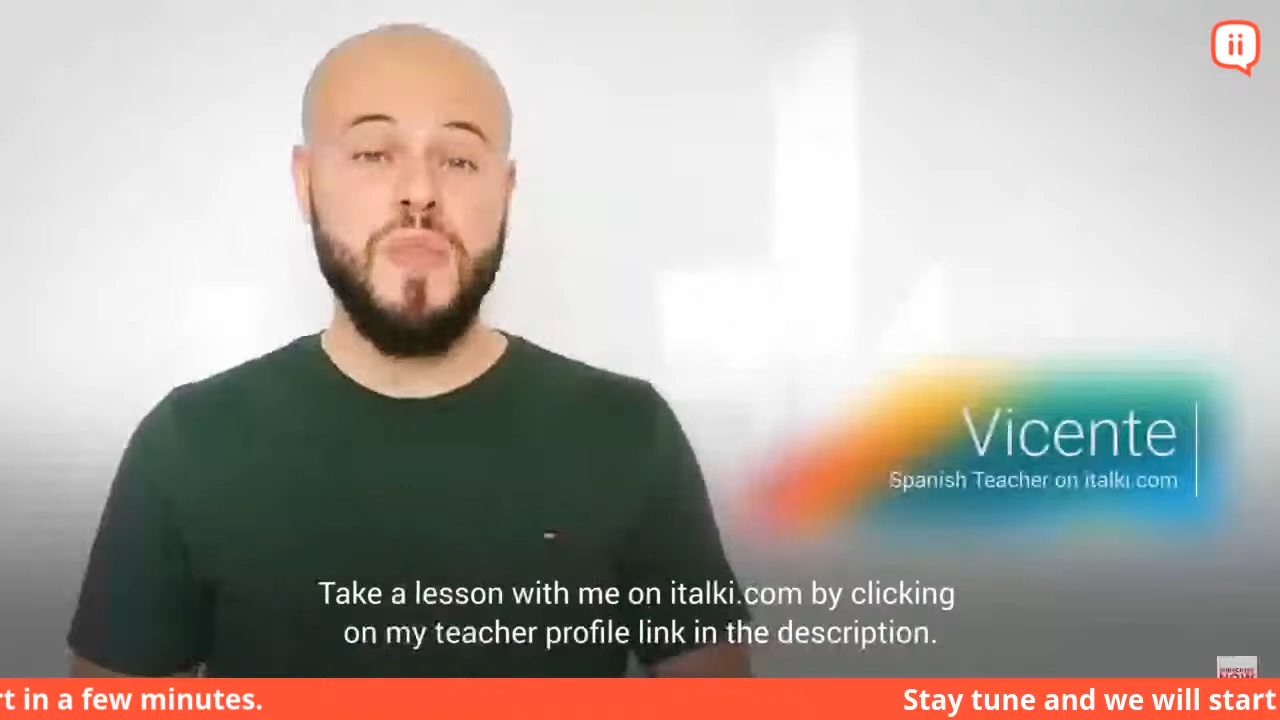 ii
Vicente
Spanish Teacher on italki.com
Take a lesson with me on italki.com by clicking
on my teacher profile link in the description.
rt in a few minutes.
Stay tune and we will start